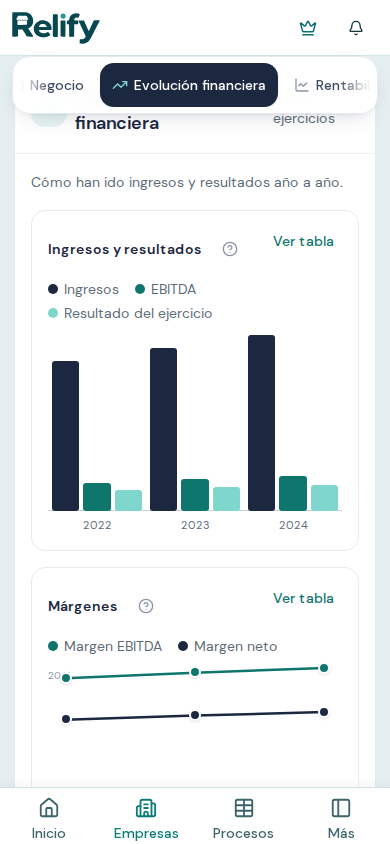 Relify
Negocio
Evolución financiera
Rentabil
financiera
ejercicios
Cómo han ido ingresos y resultados año a año.
Ingresos y resultados
Ver tabla
Ingresos
EBITDA
Resultado del ejercicio
2022
2023
2024
Márgenes
Ver tabla
Margen EBITDA
Margen neto
20
Inicio
Empresas
Procesos
Más